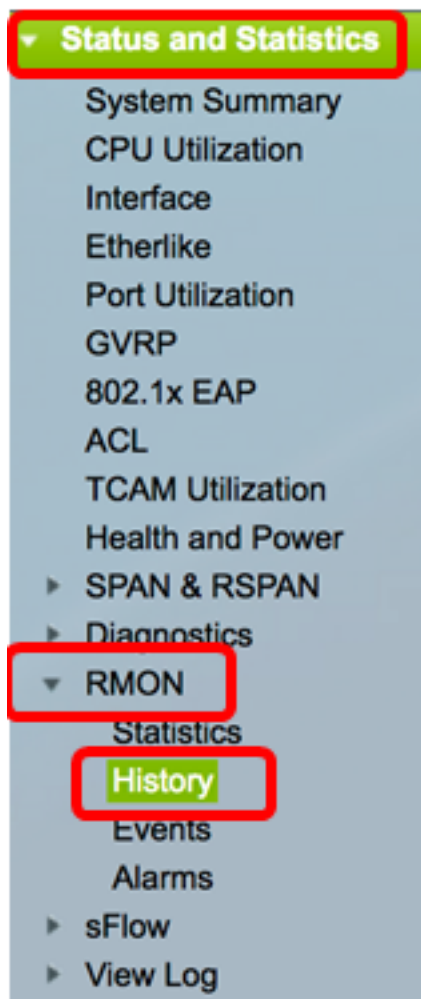 Status and Statistics
System Summary
CPU Utilization
Interface
Etherlike
Port Utilization
GVRP
802.1x EAP
ACL
TCAM Utilization
Health and Power
SPAN & RSPAN
Diagnostics
RMON
Statistics
History
Events
Alarms
sFlow
View Log